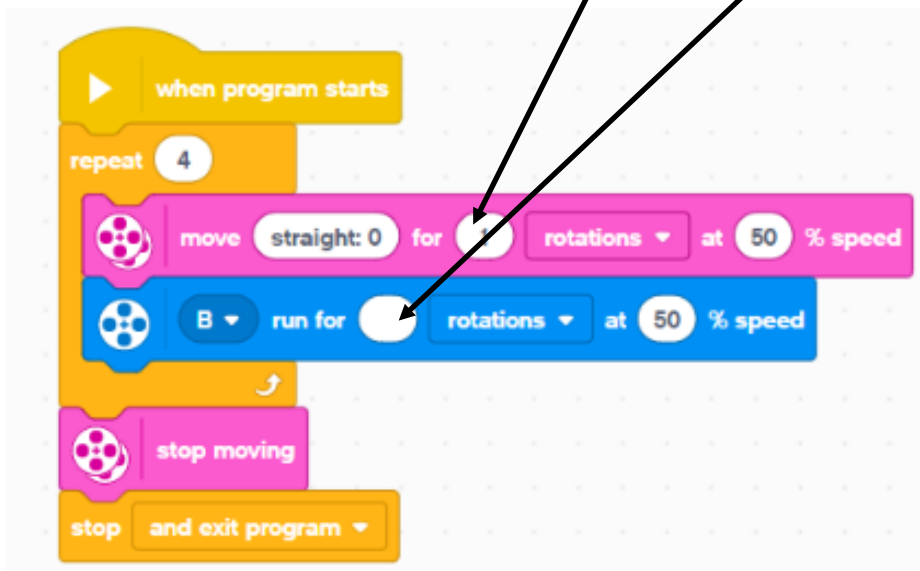 when program starts
repeat 4
move straight: 0 for 1 rotations at 50 % speed
B run for rotations at 50 % speed
stop moving
stop and exit program